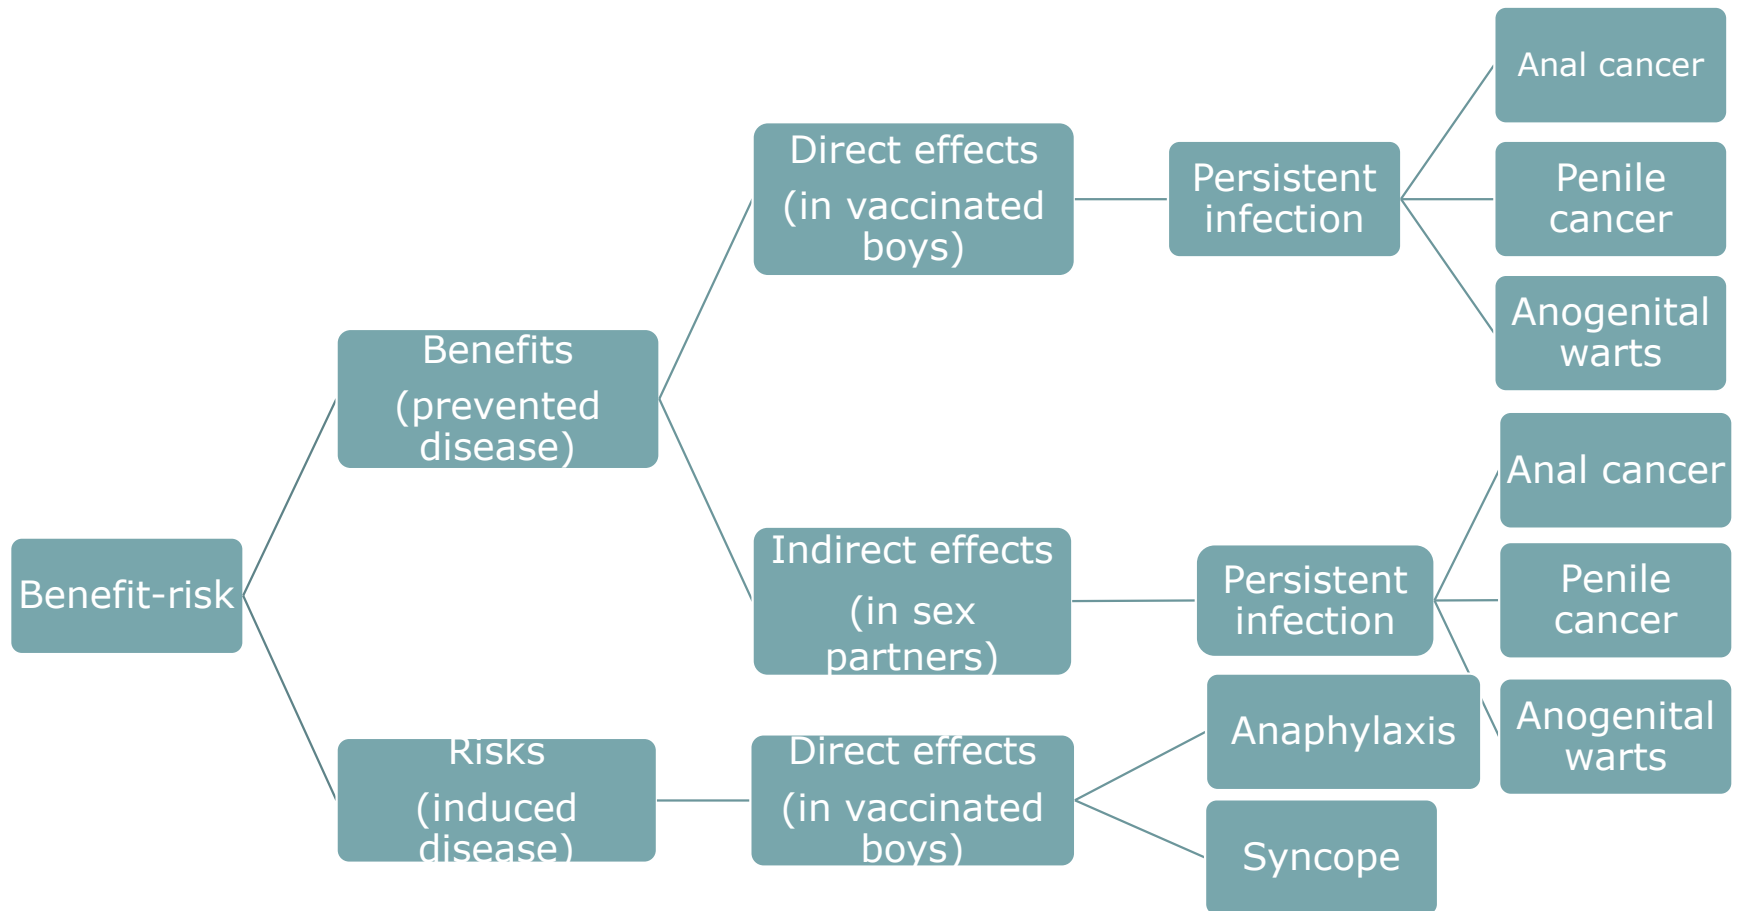 Benefit-risk
Benefits
(prevented
disease)
Direct effects
(in vaccinated
boys)
Persistent
infection
Anal cancer
Penile
cancer
Anogenital
warts
Indirect effects
(in sex
partners)
Persistent
infection
Anal cancer
Penile
cancer
Anogenital
warts
Risks
(induced
disease)
Direct effects
(in vaccinated
boys)
Anaphylaxis
Syncope